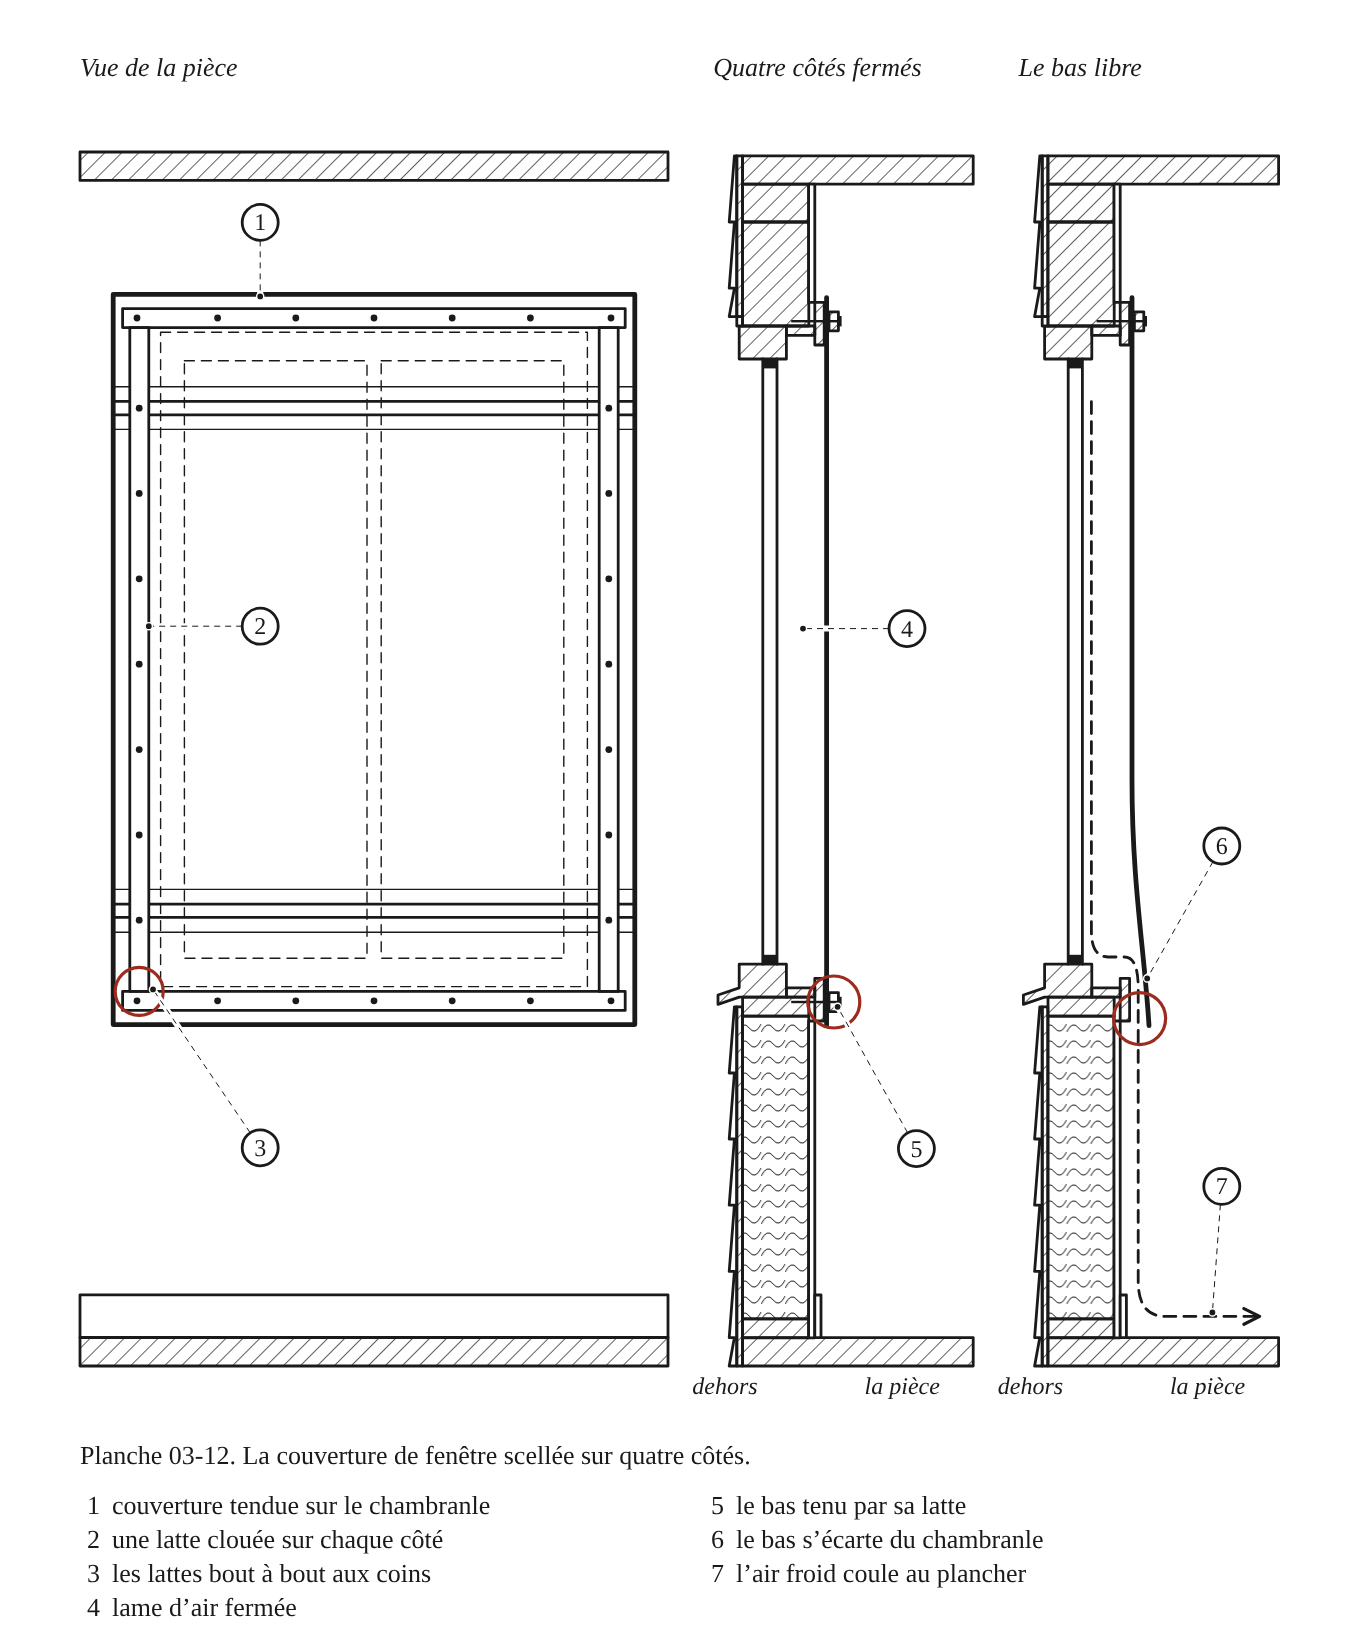 Vue de la pièce
Quatre côtés fermés
Le bas libre
1
2
3
4
5
6
7
dehors
la pièce
dehors
la pièce
Planche 03-12. La couverture de fenêtre scellée sur quatre côtés.
1 couverture tendue sur le chambranle
2 une latte clouée sur chaque côté
3 les lattes bout à bout aux coins
4 lame d’air fermée
5 le bas tenu par sa latte
6 le bas s’écarte du chambranle
7 l’air froid coule au plancher